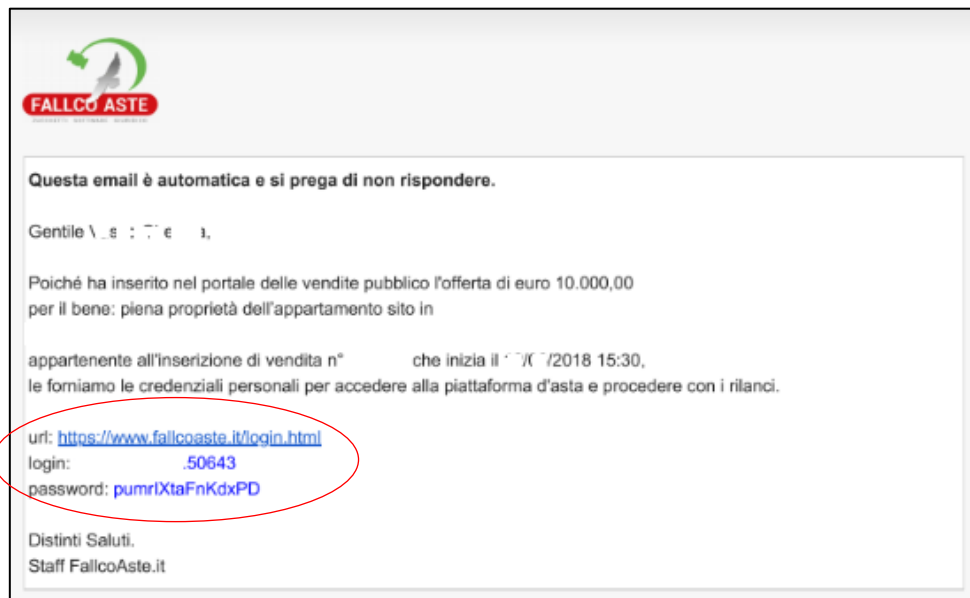 FALLCO ASTE
Questa email è automatica e si prega di non rispondere.
Gentile
Poiché ha inserito nel portale delle vendite pubblico l'offerta di euro 10.000,00
per il bene: piena proprietà dell'appartamento sito in
appartenente all'inserizione di vendita n° che inizia il /2018 15:30,
le forniamo le credenziali personali per accedere alla piattaforma d'asta e procedere con i rilanci.
url: https://www.fallcoaste.it/login.html
login: .50643
password: pumrlXtaFnKdxPD
Distinti Saluti.
Staff FallcoAste.it